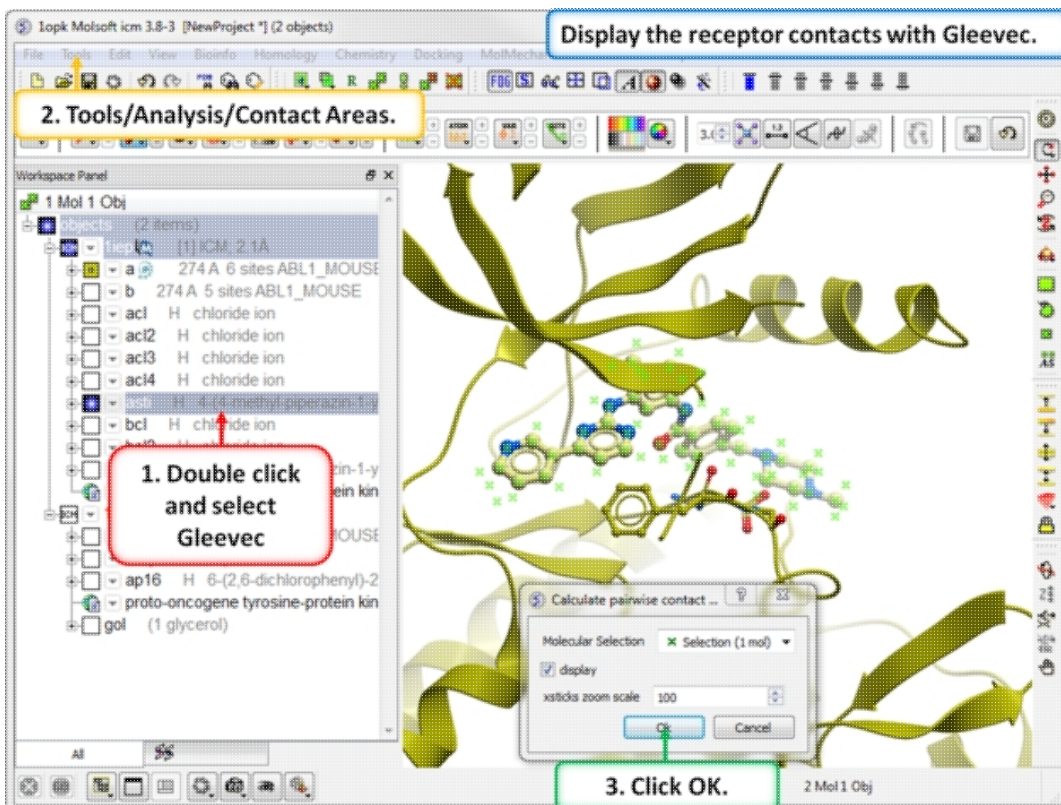 1opk Molsoft icm 3.8-3 [NewProject *] (2 objects)
Display the receptor contacts with Gleevec.
File Tools Edit View Bioinfo Homology Chemistry Docking
2. Tools/Analysis/Contact Areas.
Workspace Panel
1 Mol 1 Obj
objects (2 items)
[1] ICM, 2.1Å
a 274 A 6 sites ABL1_MOUSE
b 274 A 5 sites ABL1_MOUSE
acl H chloride ion
acl2 H chloride ion
acl3 H chloride ion
acl4 H chloride ion
asti H 4-(4-methyl-piperazin-1-y
bcl H chloride ion
1. Double click
and select
Gleevec
ap16 H 6-(2,6-dichlorophenyl)-2
proto-oncogene tyrosine-protein kin
gol (1 glycerol)
Calculate pairwise contact ...
Molecular Selection Selection (1 mol)
display
xsticks zoom scale 100
Ok Cancel
3. Click OK.
All
2 Mol 1 Obj